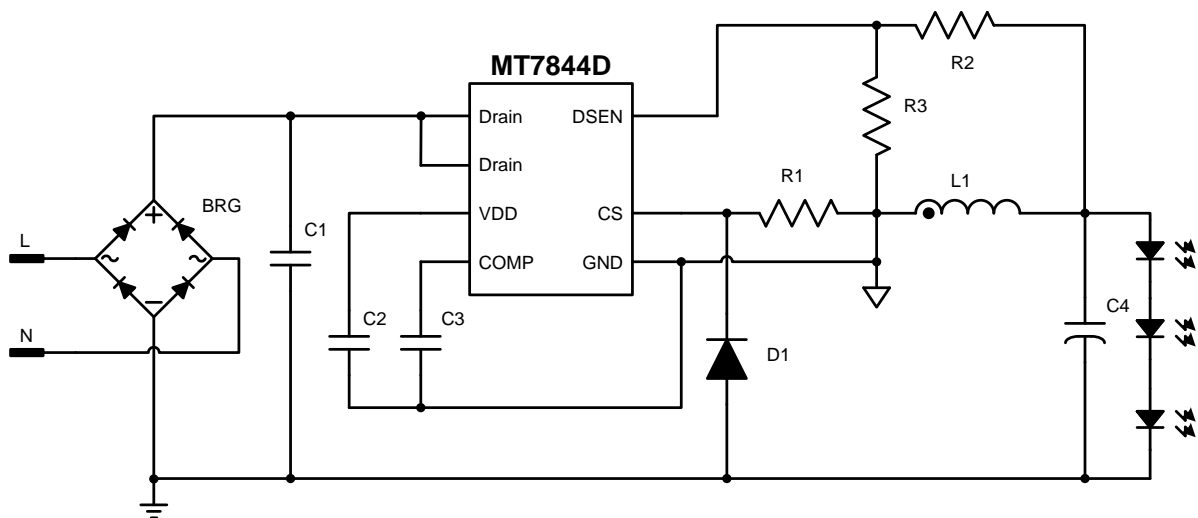 MT7844D
R2
R3
Drain
DSEN
Drain
R1
L1
BRG
VDD
CS
C1
L
COMP
GND
C2
C3
C4
N
D1